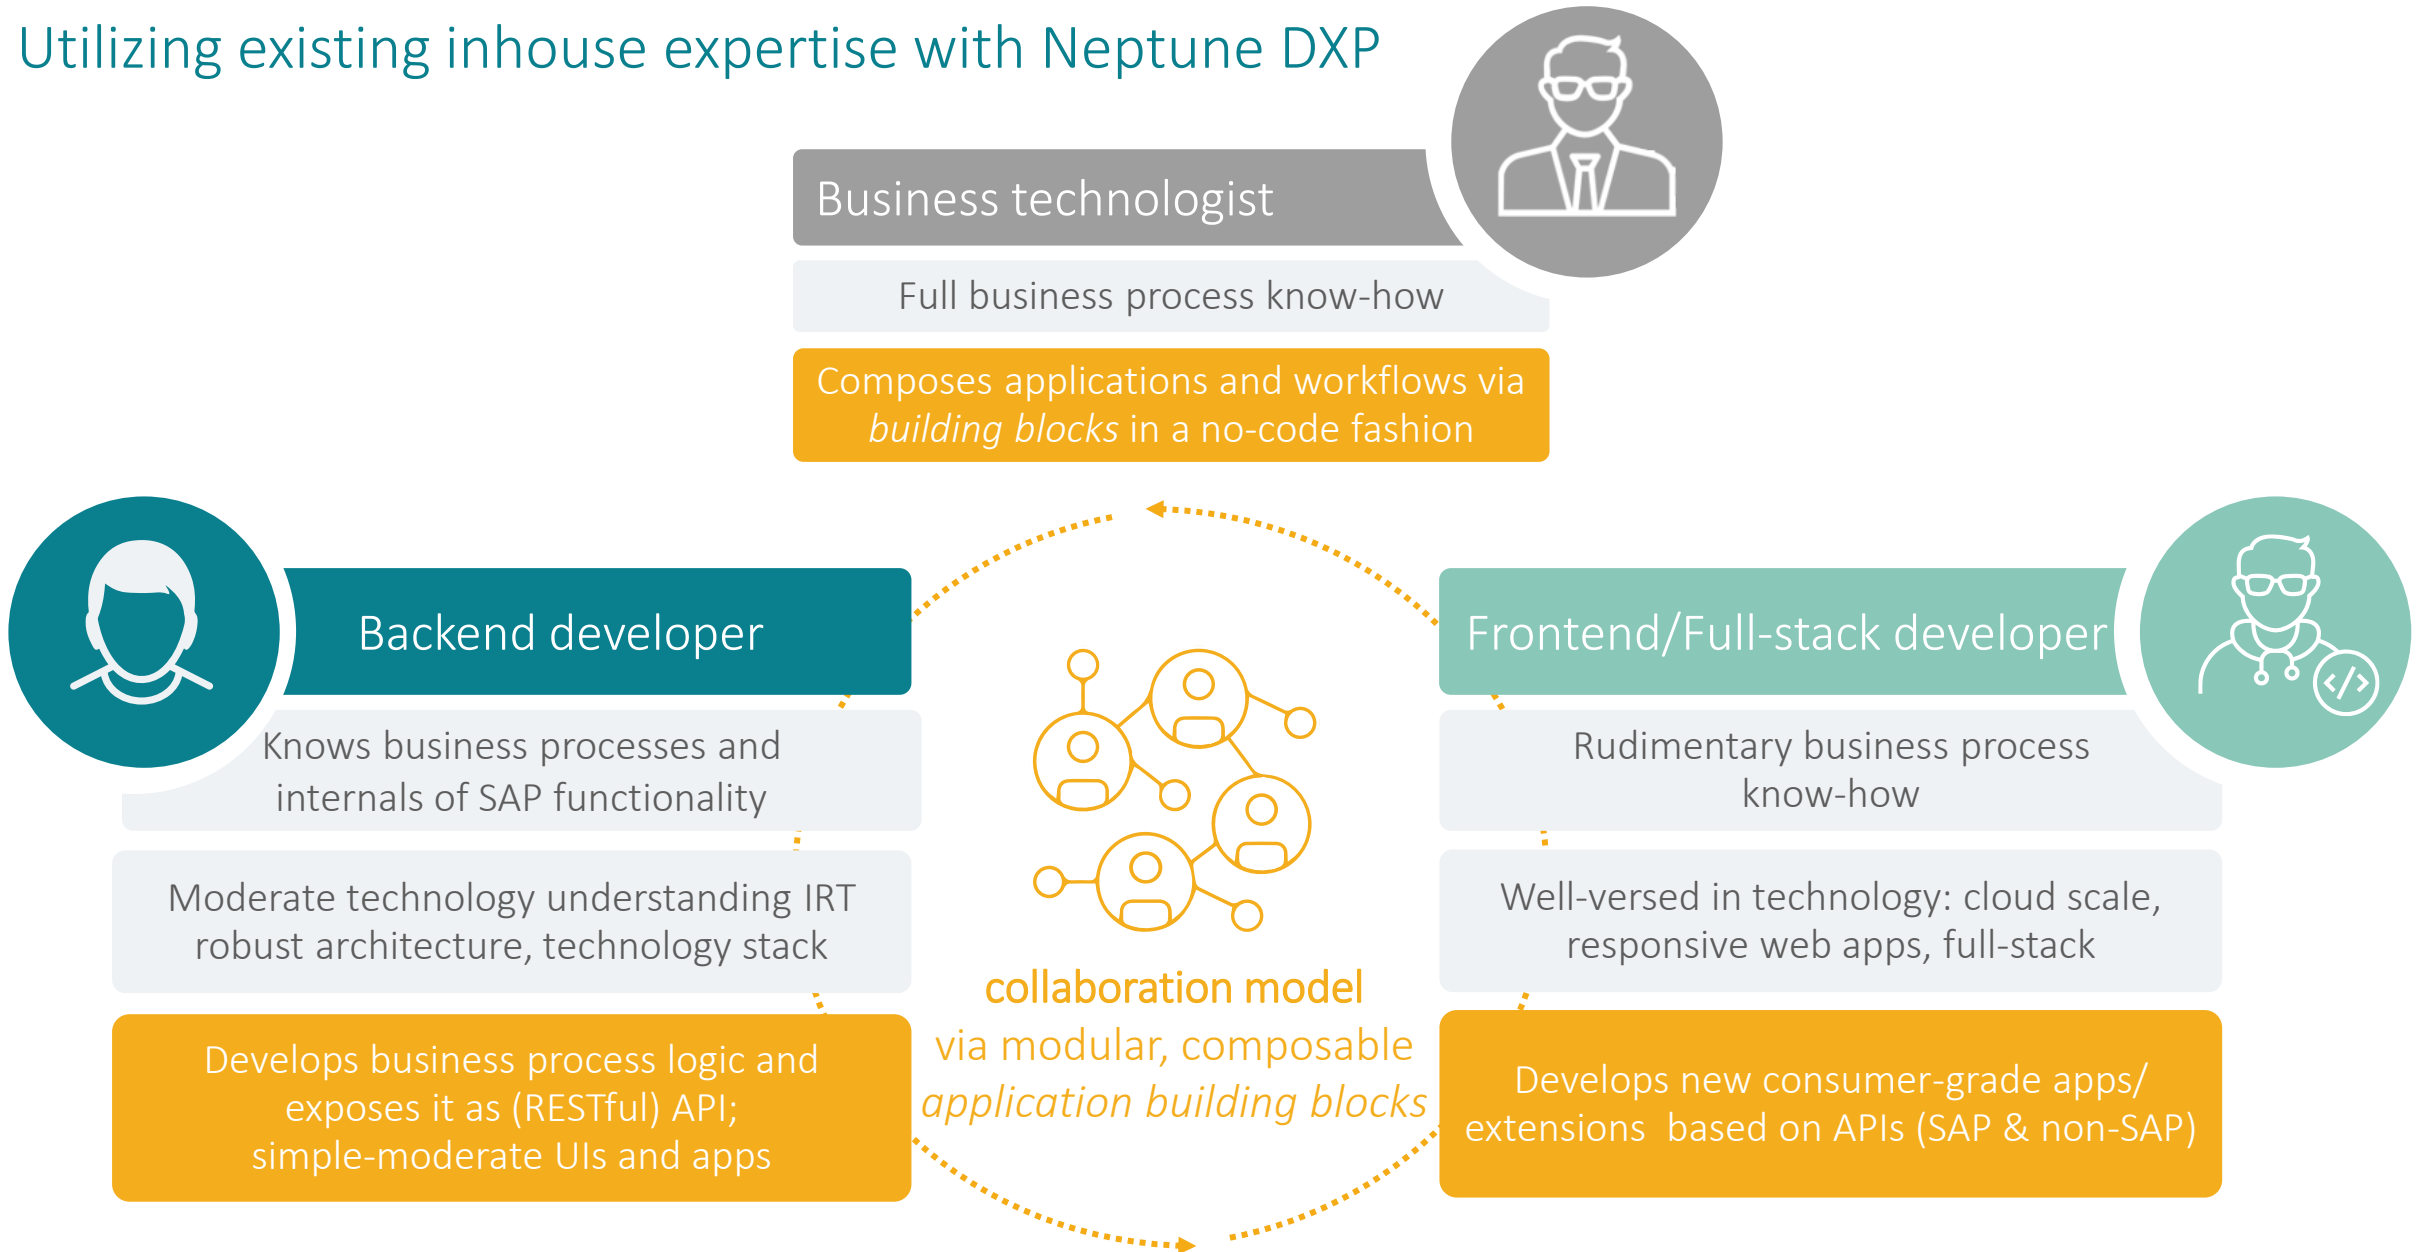 Utilizing existing inhouse expertise with Neptune DXP
Business technologist
Full business process know-how
Composes applications and workflows via
building blocks in a no-code fashion
Backend developer
Knows business processes and
internals of SAP functionality
Moderate technology understanding IRT
robust architecture, technology stack
Develops business process logic and
exposes it as (RESTful) API;
simple-moderate UIs and apps
collaboration model
via modular, composable
application building blocks
Frontend/Full-stack developer
</>
Rudimentary business process
know-how
Well-versed in technology: cloud scale,
responsive web apps, full-stack
Develops new consumer-grade apps/
extensions  based on APIs (SAP & non-SAP)